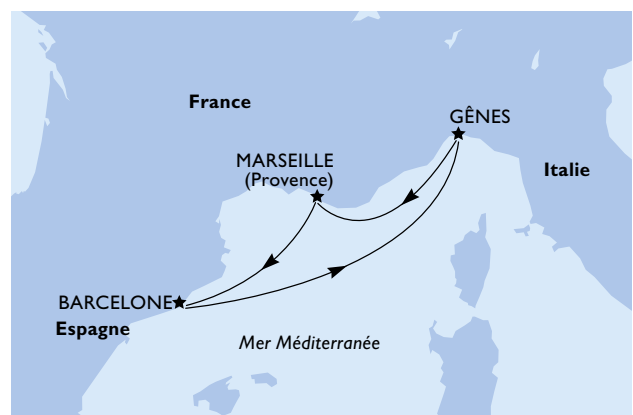 France
GÊNES
MARSEILLE
(Provence)
Italie
BARCELONE
Espagne
Mer Méditerranée